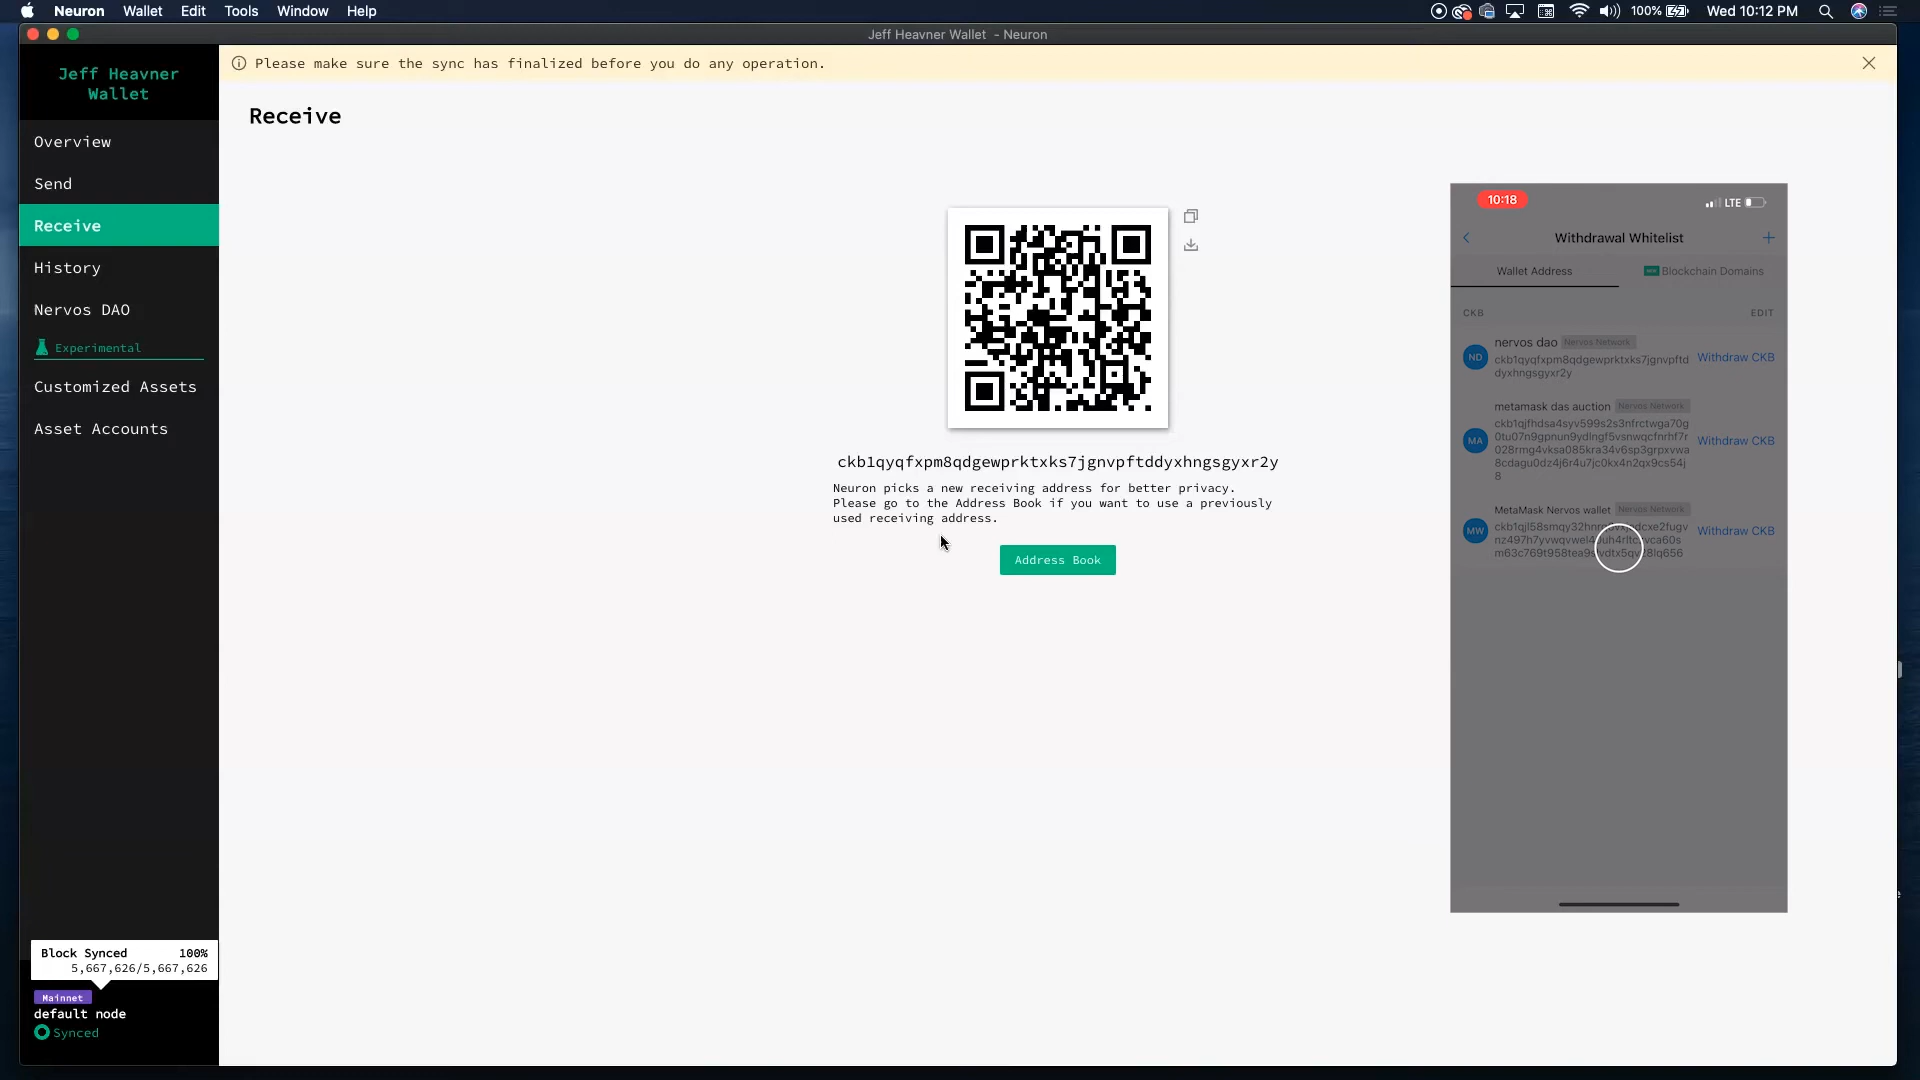 Neuron Wallet Edit Tools Window Help
100% Wed 10:12 PM
Jeff Heavner Wallet - Neuron
Jeff Heavner
Wallet
Please make sure the sync has finalized before you do any operation.
Receive
Overview
Send
Receive
History
Nervos DAO
Experimental
Customized Assets
Asset Accounts
ckb1qyqfxpm8qdgewprktxks7jgnvpftddyxhngsgyxr2y
Neuron picks a new receiving address for better privacy.
Please go to the Address Book if you want to use a previously
used receiving address.
Address Book
10:18 LTE
Withdrawal Whitelist
Wallet Address Blockchain Domains
CKB EDIT
nervos dao Nervos Network
ND ckb1qyqfxpm8qdgewprktxks7jgnvpftd Withdraw CKB
dyxhngsgyxr2y
metamask das auction Nervos Network
MA Withdraw CKB
8
MetaMask Nervos wallet Nervos Network
MW Withdraw CKB
Block Synced 100%
5,667,626/5,667,626
Mainnet
default node
Synced